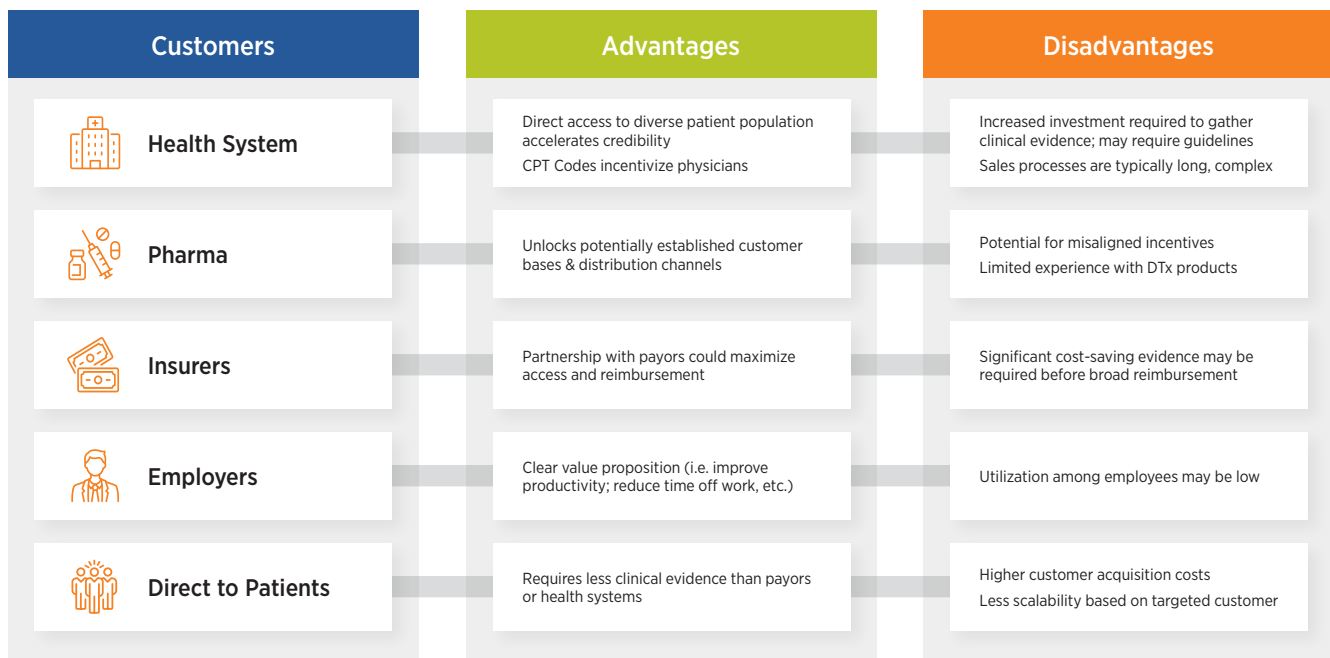 Customers
Advantages
Disadvantages
Health System
Direct access to diverse patient population
accelerates credibility
CPT Codes incentivize physicians
Increased investment required to gather
clinical evidence; may require guidelines
Sales processes are typically long, complex
Pharma
Unlocks potentially established customer
bases & distribution channels
Potential for misaligned incentives
Limited experience with DTx products
Insurers
Partnership with payors could maximize
access and reimbursement
Significant cost-saving evidence may be
required before broad reimbursement
Employers
Clear value proposition (i.e. improve
productivity; reduce time off work, etc.)
Utilization among employees may be low
Direct to Patients
Requires less clinical evidence than payors
or health systems
Higher customer acquisition costs
Less scalability based on targeted customer